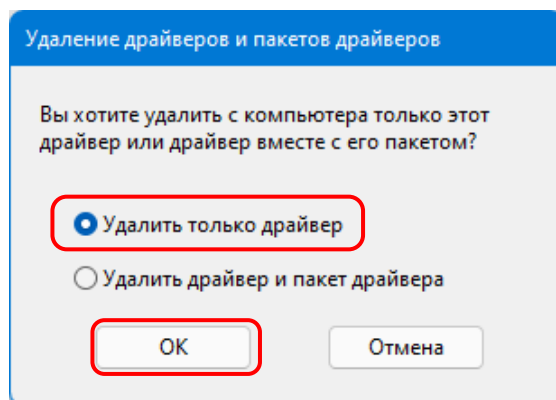 Удаление драйверов и пакетов драйверов
Вы хотите удалить с компьютера только этот
драйвер или драйвер вместе с его пакетом?
Удалить только драйвер
Удалить драйвер и пакет драйвера
ОК
Отмена